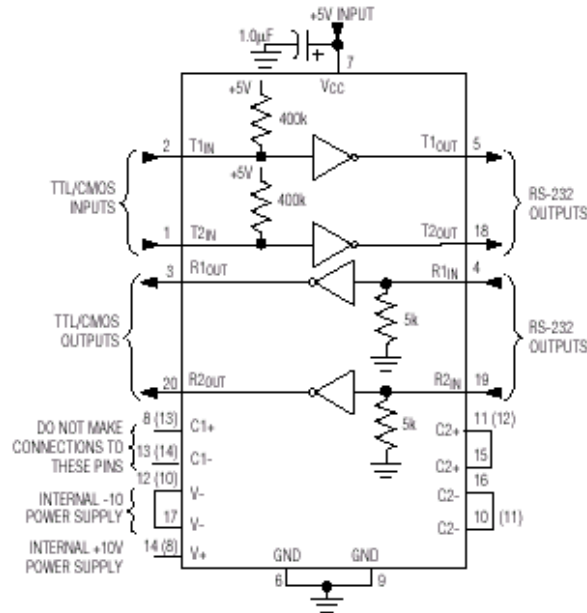 +5V INPUT
1.0μF
+
7
VCC
+5V
400k
2
T1IN
T1OUT
5
+5V
400k
TTL/CMOS
INPUTS
RS-232
OUTPUTS
1
T2IN
T2OUT
18
3
R1OUT
R1IN
4
5k
TTL/CMOS
OUTPUTS
RS-232
OUTPUTS
20
R2OUT
R2IN
19
5k
DO NOT MAKE
CONNECTIONS TO
THESE PINS
8 (13)
C1+
13 (14)
C1-
11 (12)
C2+
15
C2+
INTERNAL -10
POWER SUPPLY
12 (10)
V-
17
V-
16
C2-
10 (11)
C2-
INTERNAL +10V
POWER SUPPLY
14 (8)
V+
GND
GND
6
9